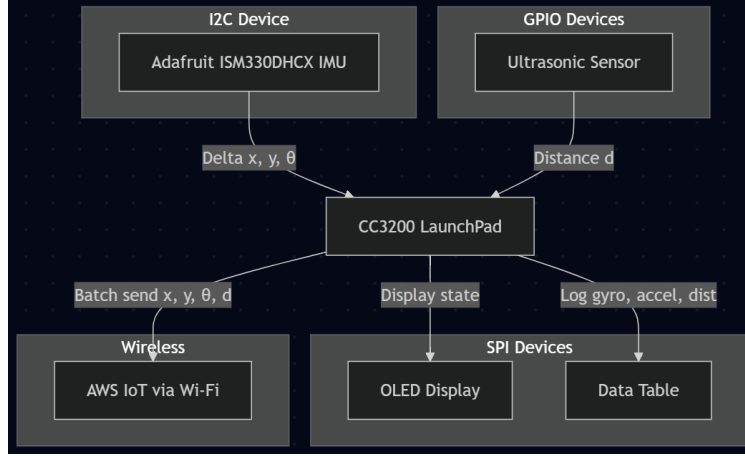 I2C Device
GPIO Devices
Adafruit ISM330DHCX IMU
Ultrasonic Sensor
Delta x, y, θ
Distance d
CC3200 LaunchPad
Batch send x, y, θ, d
Display state
Log gyro, accel, dist
Wireless
SPI Devices
AWS IoT via Wi-Fi
OLED Display
Data Table